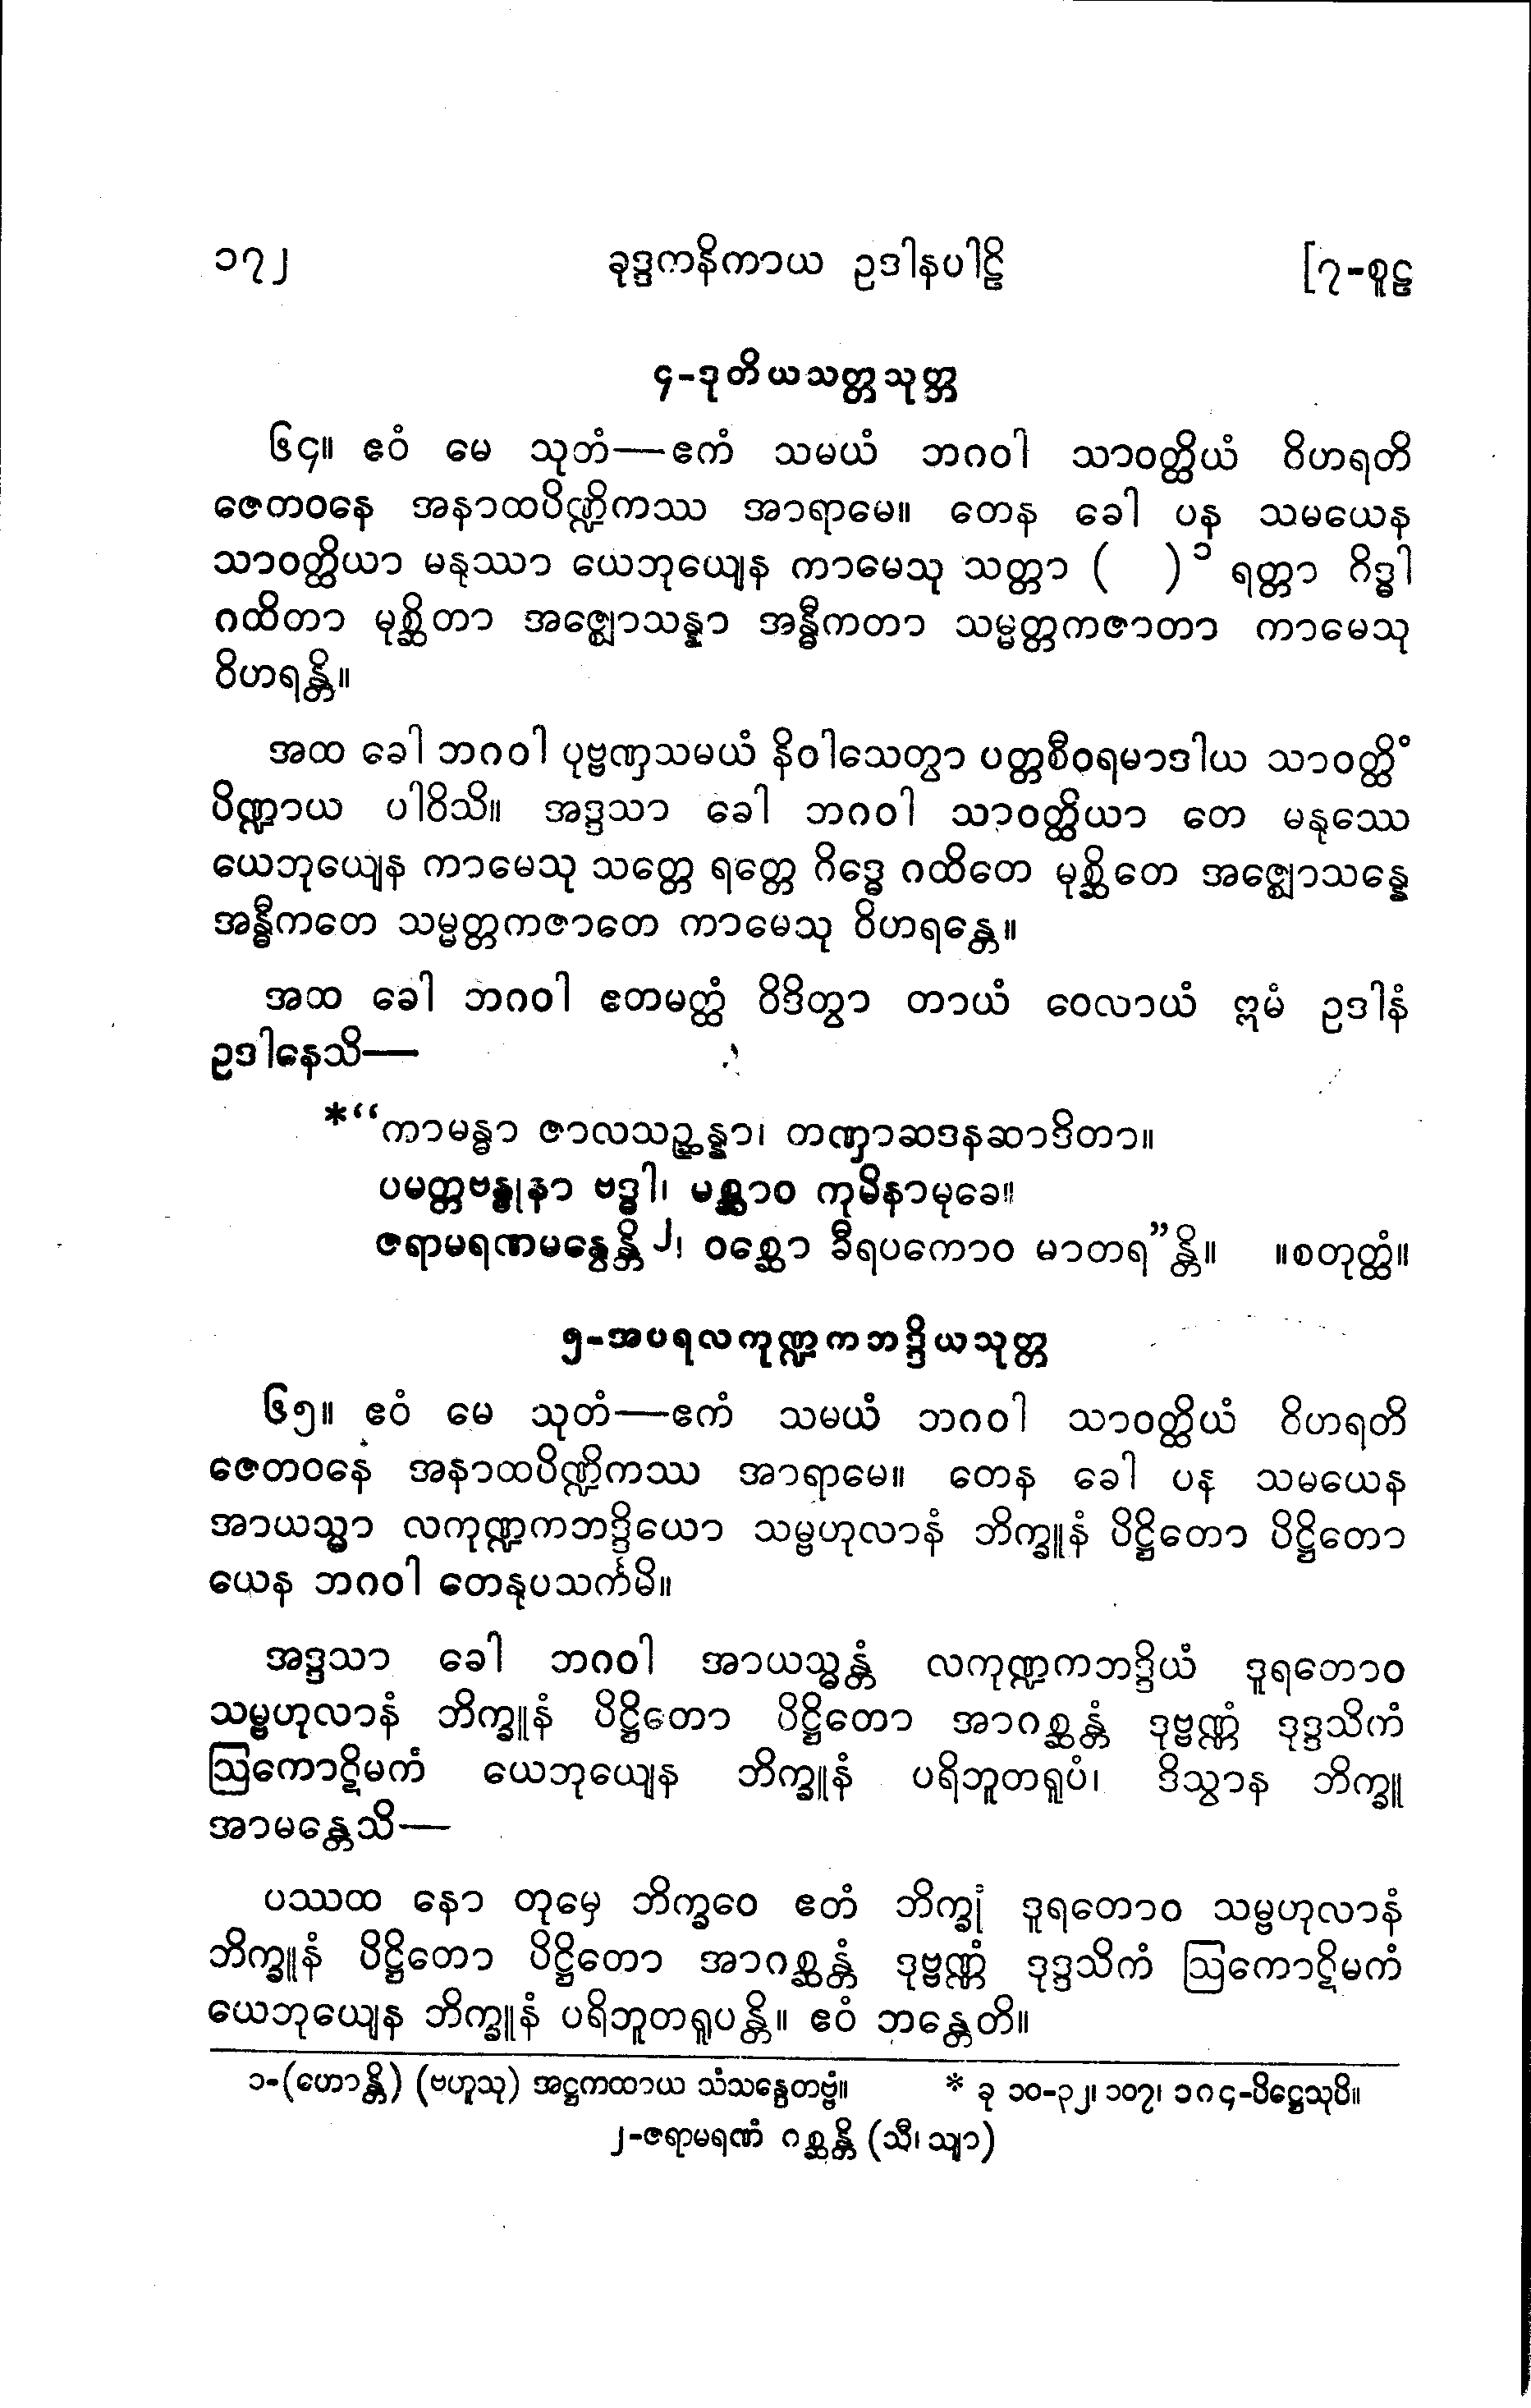 ၁၇၂ ခုဒ္ဒကနိကာယ ဥဒါနပါဠိ [၇-စူဠ
၄-ဒုတိယသတ္တသုတ္တ
၆၄။ ဧဝံ မေ သုတံ—ဧကံ သမယံ ဘဂဝါ သာဝတ္ထိယံ ဝိဟရတိ
ဇေတဝနေ အနာထပိဏ္ဍိကဿ အာရာမေ။ တေန ခေါ ပန သမယေန
သာဝတ္ထိယာ မနုဿာ ယေဘုယျေန ကာမေသု သတ္တာ ( )၁ ရတ္တာ ဂိဒ္ဓါ
ဂထိတာ မုစ္ဆိတာ အဇ္ဈောသန္နာ အန္ဓီကတာ သမ္မတ္တကဇာတာ ကာမေသု
ဝိဟရန္တိ။
အထ ခေါ ဘဂဝါ ပုဗ္ဗဏှသမယံ နိဝါသေတွာ ပတ္တစီဝရမာဒါယ သာဝတ္ထိံ
ပိဏ္ဍာယ ပါဝိသိ။ အဒ္ဒသာ ခေါ ဘဂဝါ သာဝတ္ထိယာ တေ မနုဿေ
ယေဘုယျေန ကာမေသု သတ္တေ ရတ္တေ ဂိဒ္ဓေ ဂထိတေ မုစ္ဆိတေ အဇ္ဈောသန္နေ
အန္ဓီကတေ သမ္မတ္တကဇာတေ ကာမေသု ဝိဟရန္တေ။
အထ ခေါ ဘဂဝါ ဧတမတ္ထံ ဝိဒိတွာ တာယံ ဝေလာယံ ဣမံ ဥဒါနံ
ဥဒါနေသိ—
*“ကာမန္ဓာ ဇာလသဉ္ဆန္နာ၊ တဏှာဆဒနဆာဒိတာ။
ပမတ္တဗန္ဓုနာ ဗဒ္ဓါ၊ မစ္ဆာဝ ကုမိနာမုခေ။
ဇရာမရဏမနွေန္တိ၂၊ ဝစ္ဆော ခီရပကောဝ မာတရ”န္တိ။ ။စတုတ္ထံ။
၅-အပရလကုဏ္ဍကဘဒ္ဒိယသုတ္တ
၆၅။ ဧဝံ မေ သုတံ—ဧကံ သမယံ ဘဂဝါ သာဝတ္ထိယံ ဝိဟရတိ
ဇေတဝနေ အနာထပိဏ္ဍိကဿ အာရာမေ။ တေန ခေါ ပန သမယေန
အာယသ္မာ လကုဏ္ဍကဘဒ္ဒိယော သမ္ဗဟုလာနံ ဘိက္ခူနံ ပိဋ္ဌိတော ပိဋ္ဌိတော
ယေန ဘဂဝါ တေနုပသင်္ကမိ။
အဒ္ဒသာ ခေါ ဘဂဝါ အာယသ္မန္တံ လကုဏ္ဍကဘဒ္ဒိယံ ဒူရတောဝ
သမ္ဗဟုလာနံ ဘိက္ခူနံ ပိဋ္ဌိတော ပိဋ္ဌိတော အာဂစ္ဆန္တံ ဒုဗ္ဗဏ္ဏံ ဒုဒ္ဒသိကံ
ဩကောဋိမကံ ယေဘုယျေန ဘိက္ခူနံ ပရိဘူတရူပံ၊ ဒိသွာန ဘိက္ခူ
အာမန္တေသိ—
ပဿထ နော တုမှေ ဘိက္ခဝေ ဧတံ ဘိက္ခုံ ဒူရတောဝ သမ္ဗဟုလာနံ
ဘိက္ခူနံ ပိဋ္ဌိတော ပိဋ္ဌိတော အာဂစ္ဆန္တံ ဒုဗ္ဗဏ္ဏံ ဒုဒ္ဒသိကံ ဩကောဋိမကံ
ယေဘုယျေန ဘိက္ခူနံ ပရိဘူတရူပန္တိ။ ဧဝံ ဘန္တေတိ။
၁-(ဟောန္တိ) (ဗဟူသု) အဋ္ဌကထာယ သံသန္ဒေတဗ္ဗံ။ * ခု ၁၀-၃၂၊ ၁၀၇၊ ၁၈၄-ပိဋ္ဌေသုပိ။
၂-ဇရာမရဏံ ဂစ္ဆန္တိ (သီ၊ သျာ)